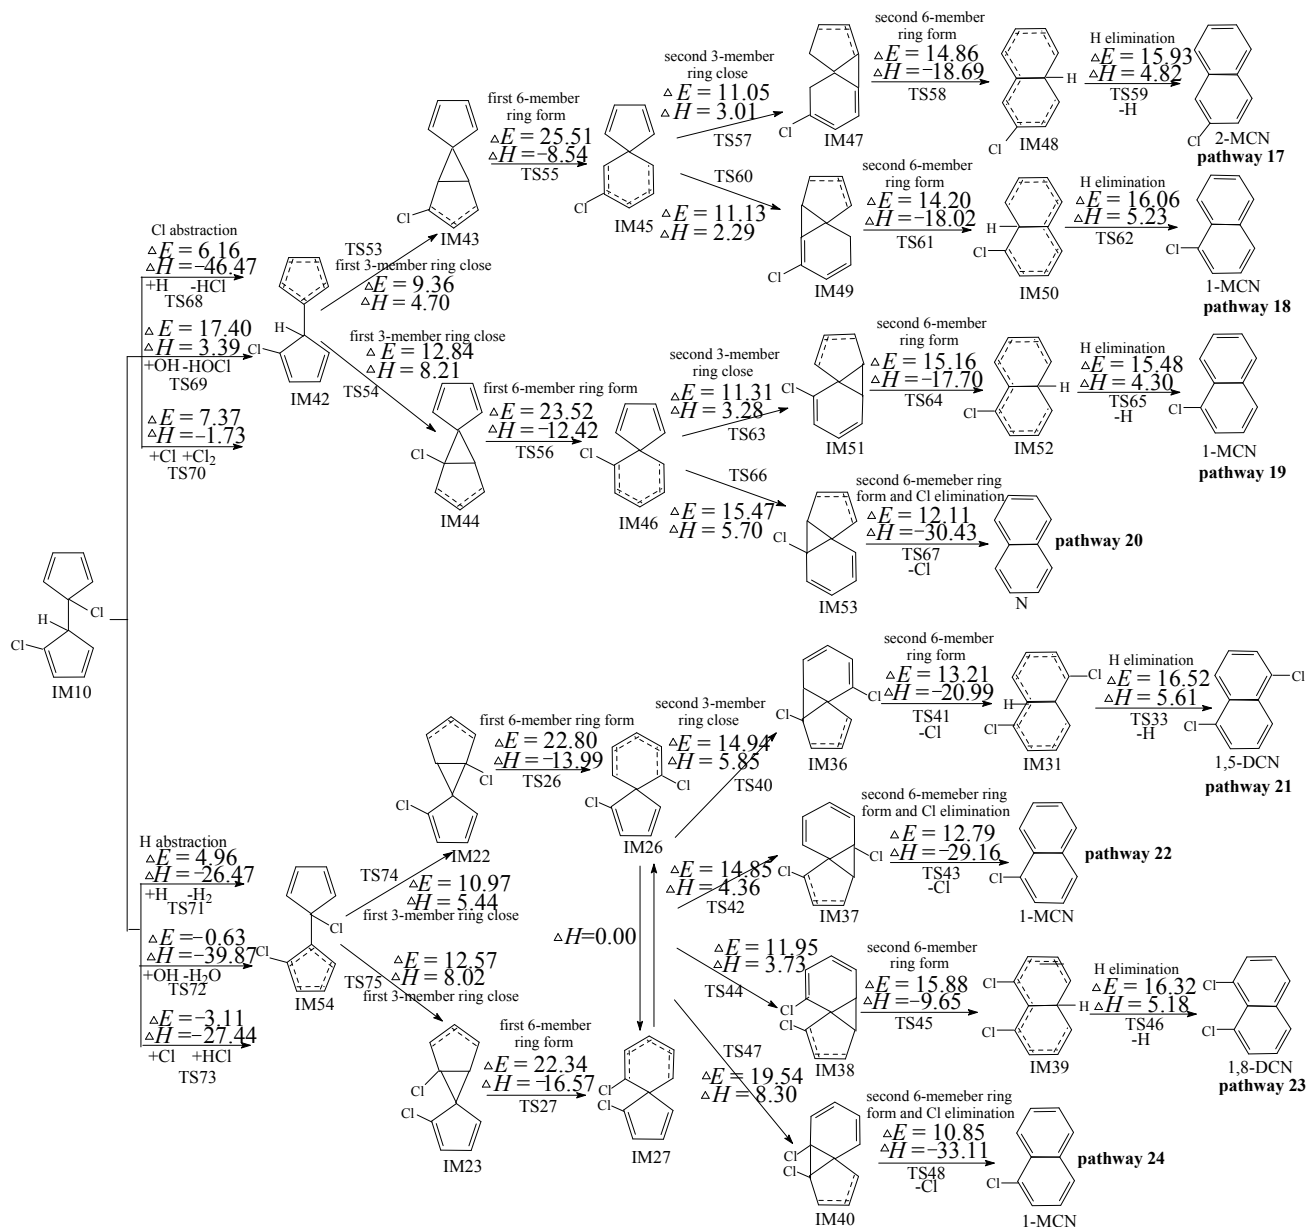 second 6-member
ring form
△E = 14.86
△H =−18.69
TS58
H elimination
△E = 15.93
△H = 4.82
TS59
-H
second 3-member
ring close
△E = 11.05
△H = 3.01
TS57
first 6-member
ring form
△E = 25.51
△H =−8.54
TS55
Cl
IM43
Cl
IM45
Cl
IM47
H
Cl
IM48
Cl
2-MCN
pathway 17
TS60
△E = 11.13
△H = 2.29
second 6-member
ring form
△E = 14.20
△H =−18.02
TS61
H elimination
△E = 16.06
△H = 5.23
TS62
Cl
IM49
H
Cl
IM50
Cl
1-MCN
pathway 18
Cl abstraction
△E = 6.16
△H =−46.47
+H -HCl
TS68
△E = 17.40
△H = 3.39
+OH -HOCl
TS69
△E = 7.37
△H =−1.73
+Cl +Cl2
TS70
TS53
first 3-member ring close
△E = 9.36
△H = 4.70
H
Cl
IM42
first 3-member ring close
△E = 12.84
△H = 8.21
TS54
Cl
IM44
first 6-member ring form
△E = 23.52
△H =−12.42
TS56
Cl
IM46
second 3-member
ring close
△E = 11.31
△H = 3.28
TS63
Cl
IM51
second 6-member
ring form
△E = 15.16
△H =−17.70
TS64
H
Cl
IM52
H elimination
△E = 15.48
△H = 4.30
TS65
-H
Cl
1-MCN
pathway 19
TS66
△E = 15.47
△H = 5.70
Cl
IM53
second 6-memeber ring
form and Cl elimination
△E = 12.11
△H =−30.43
TS67
-Cl
N
pathway 20
Cl
H
Cl
IM10
H abstraction
△E = 4.96
△H =−26.47
+H -H2
TS71
△E =−0.63
△H =−39.87
+OH -H2O
TS72
△E =−3.11
△H =−27.44
+Cl +HCl
TS73
Cl
Cl
IM54
TS74
△E = 10.97
△H = 5.44
first 3-member ring close
Cl
Cl
IM22
first 6-member ring form
△E = 22.80
△H =−13.99
TS26
Cl
Cl
IM26
second 3-member
ring close
△E = 14.94
△H = 5.85
TS40
Cl
Cl
IM36
second 6-member
ring form
△E = 13.21
△H =−20.99
TS41
-Cl
Cl
H
Cl
IM31
H elimination
△E = 16.52
△H = 5.61
TS33
-H
Cl
Cl
1,5-DCN
pathway 21
△E = 14.85
△H = 4.36
TS42
Cl
Cl
IM37
second 6-memeber ring
form and Cl elimination
△E = 12.79
△H =−29.16
TS43
-Cl
Cl
1-MCN
pathway 22
△H=0.00
△E = 12.57
△H = 8.02
TS75
first 3-member ring close
Cl
Cl
IM23
first 6-member
ring form
△E = 22.34
△H =−16.57
TS27
Cl
Cl
IM27
△E = 11.95
△H = 3.73
TS44
Cl
Cl
IM38
second 6-member
ring form
△E = 15.88
△H =−9.65
TS45
Cl
H
Cl
IM39
H elimination
△E = 16.32
△H = 5.18
TS46
-H
Cl
Cl
1,8-DCN
pathway 23
TS47
△E = 19.54
△H = 8.30
Cl
Cl
IM40
second 6-memeber ring
form and Cl elimination
△E = 10.85
△H =−33.11
TS48
-Cl
Cl
1-MCN
pathway 24